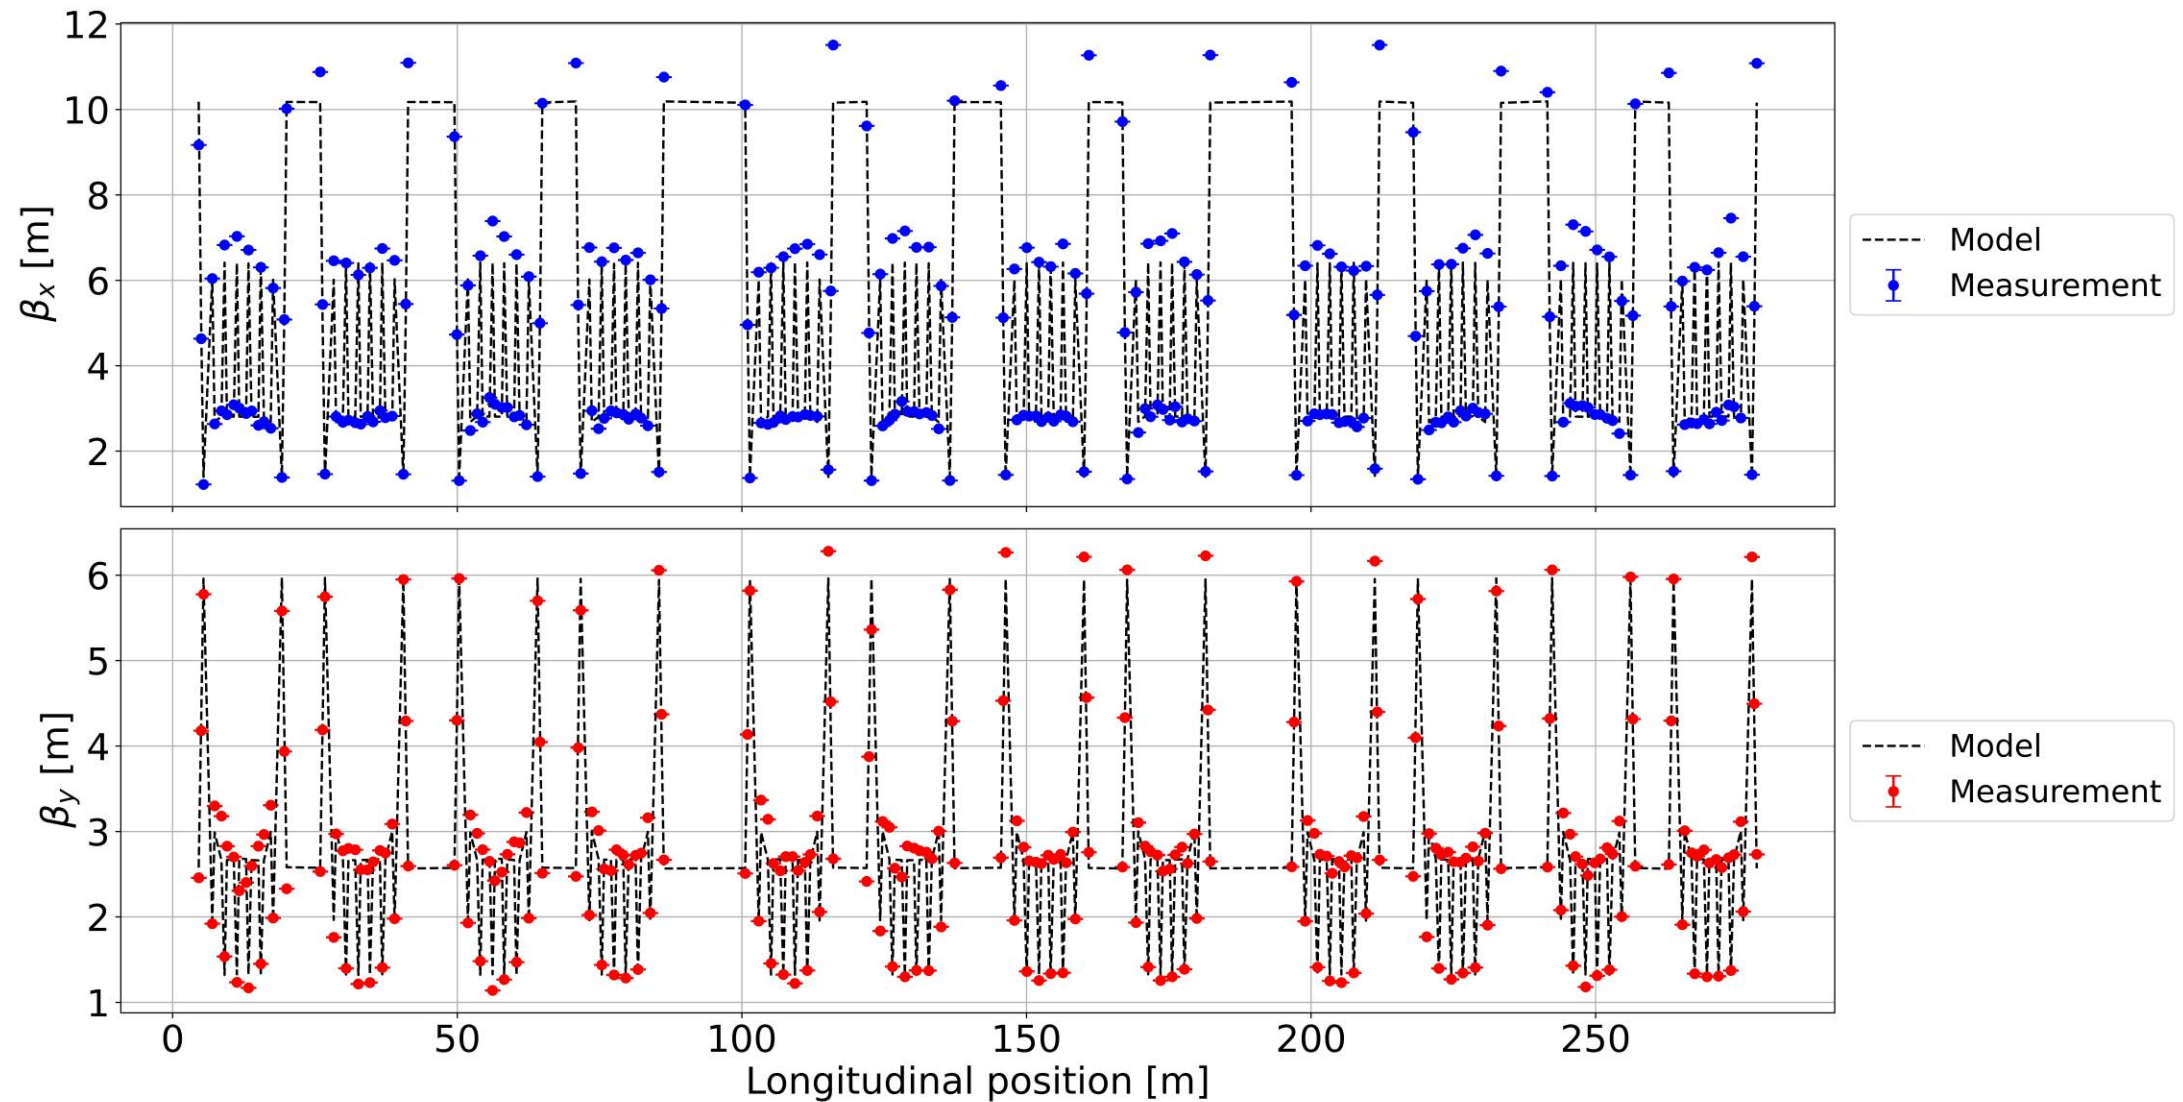 12
10
8
6
4
2
βx [m]
Model
Measurement
6
5
4
3
2
1
βy [m]
Model
Measurement
0 50 100 150 200 250
Longitudinal position [m]